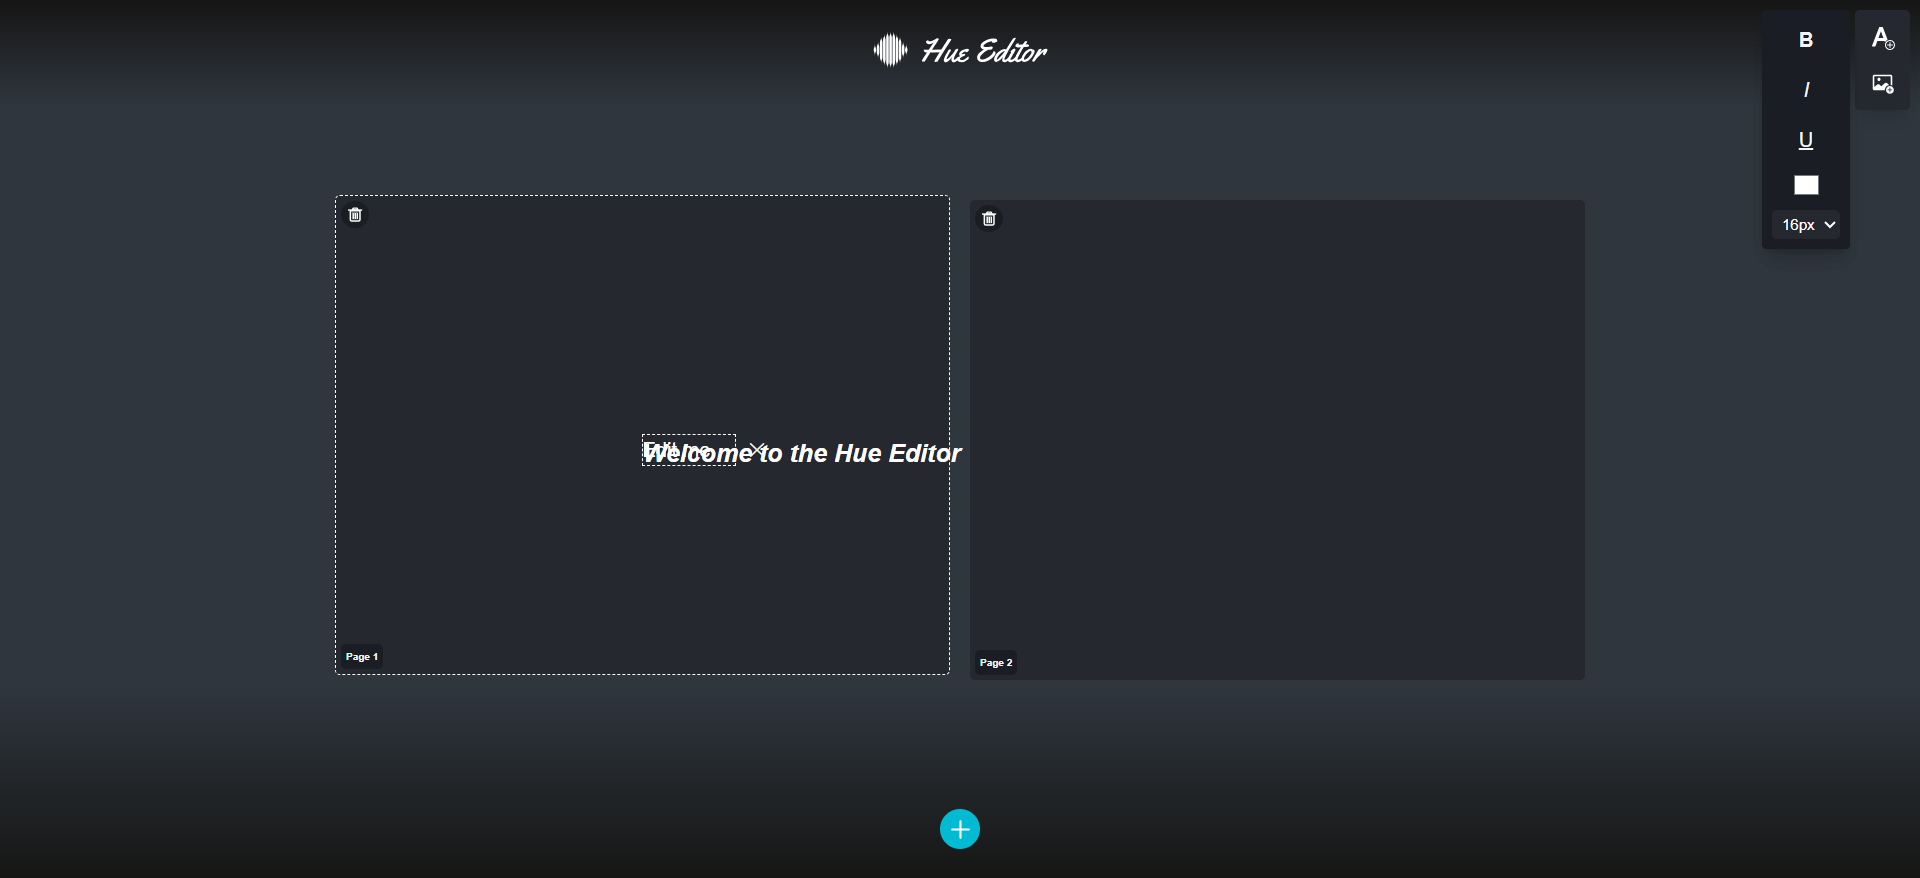 Hue Editor
B
I
U
16px
Edit me
Welcome to the Hue Editor
Page 1
Page 2